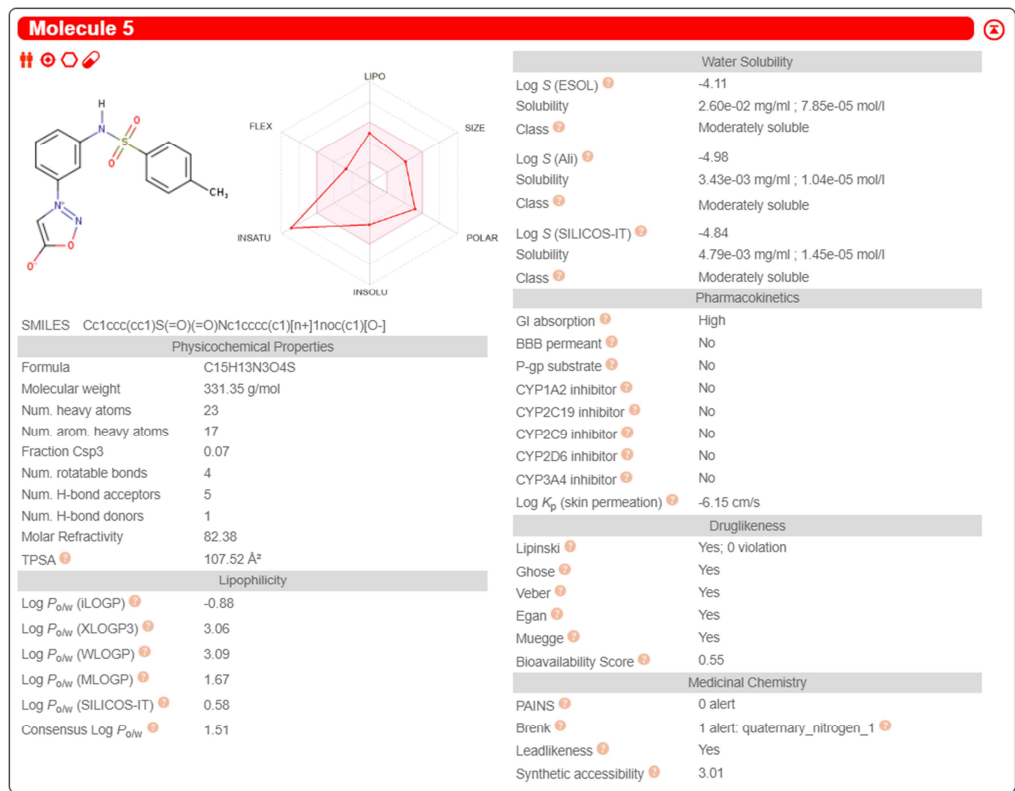 Molecule 5
LIPO
FLEX
SIZE
INSATU
POLAR
INSOLU
H
N
O
S
O
CH₃
N⁺
N
O
O⁻
SMILES Cc1ccc(cc1)S(=O)(=O)Nc1cccc(c1)[n+]1noc(c1)[O-]
Physicochemical Properties
Formula C15H13N3O4S
Molecular weight 331.35 g/mol
Num. heavy atoms 23
Num. arom. heavy atoms 17
Fraction Csp3 0.07
Num. rotatable bonds 4
Num. H-bond acceptors 5
Num. H-bond donors 1
Molar Refractivity 82.38
TPSA ? 107.52 Å²
Lipophilicity
Log Po/w (iLOGP) ? -0.88
Log Po/w (XLOGP3) ? 3.06
Log Po/w (WLOGP) ? 3.09
Log Po/w (MLOGP) ? 1.67
Log Po/w (SILICOS-IT) ? 0.58
Consensus Log Po/w ? 1.51
Water Solubility
Log S (ESOL) ? -4.11
Solubility 2.60e-02 mg/ml ; 7.85e-05 mol/l
Class ? Moderately soluble
Log S (Ali) ? -4.98
Solubility 3.43e-03 mg/ml ; 1.04e-05 mol/l
Class ? Moderately soluble
Log S (SILICOS-IT) ? -4.84
Solubility 4.79e-03 mg/ml ; 1.45e-05 mol/l
Class ? Moderately soluble
Pharmacokinetics
GI absorption ? High
BBB permeant ? No
P-gp substrate ? No
CYP1A2 inhibitor ? No
CYP2C19 inhibitor ? No
CYP2C9 inhibitor ? No
CYP2D6 inhibitor ? No
CYP3A4 inhibitor ? No
Log Kp (skin permeation) ? -6.15 cm/s
Druglikeness
Lipinski ? Yes; 0 violation
Ghose ? Yes
Veber ? Yes
Egan ? Yes
Muegge ? Yes
Bioavailability Score ? 0.55
Medicinal Chemistry
PAINS ? 0 alert
Brenk ? 1 alert: quaternary_nitrogen_1 ?
Leadlikeness ? Yes
Synthetic accessibility ? 3.01